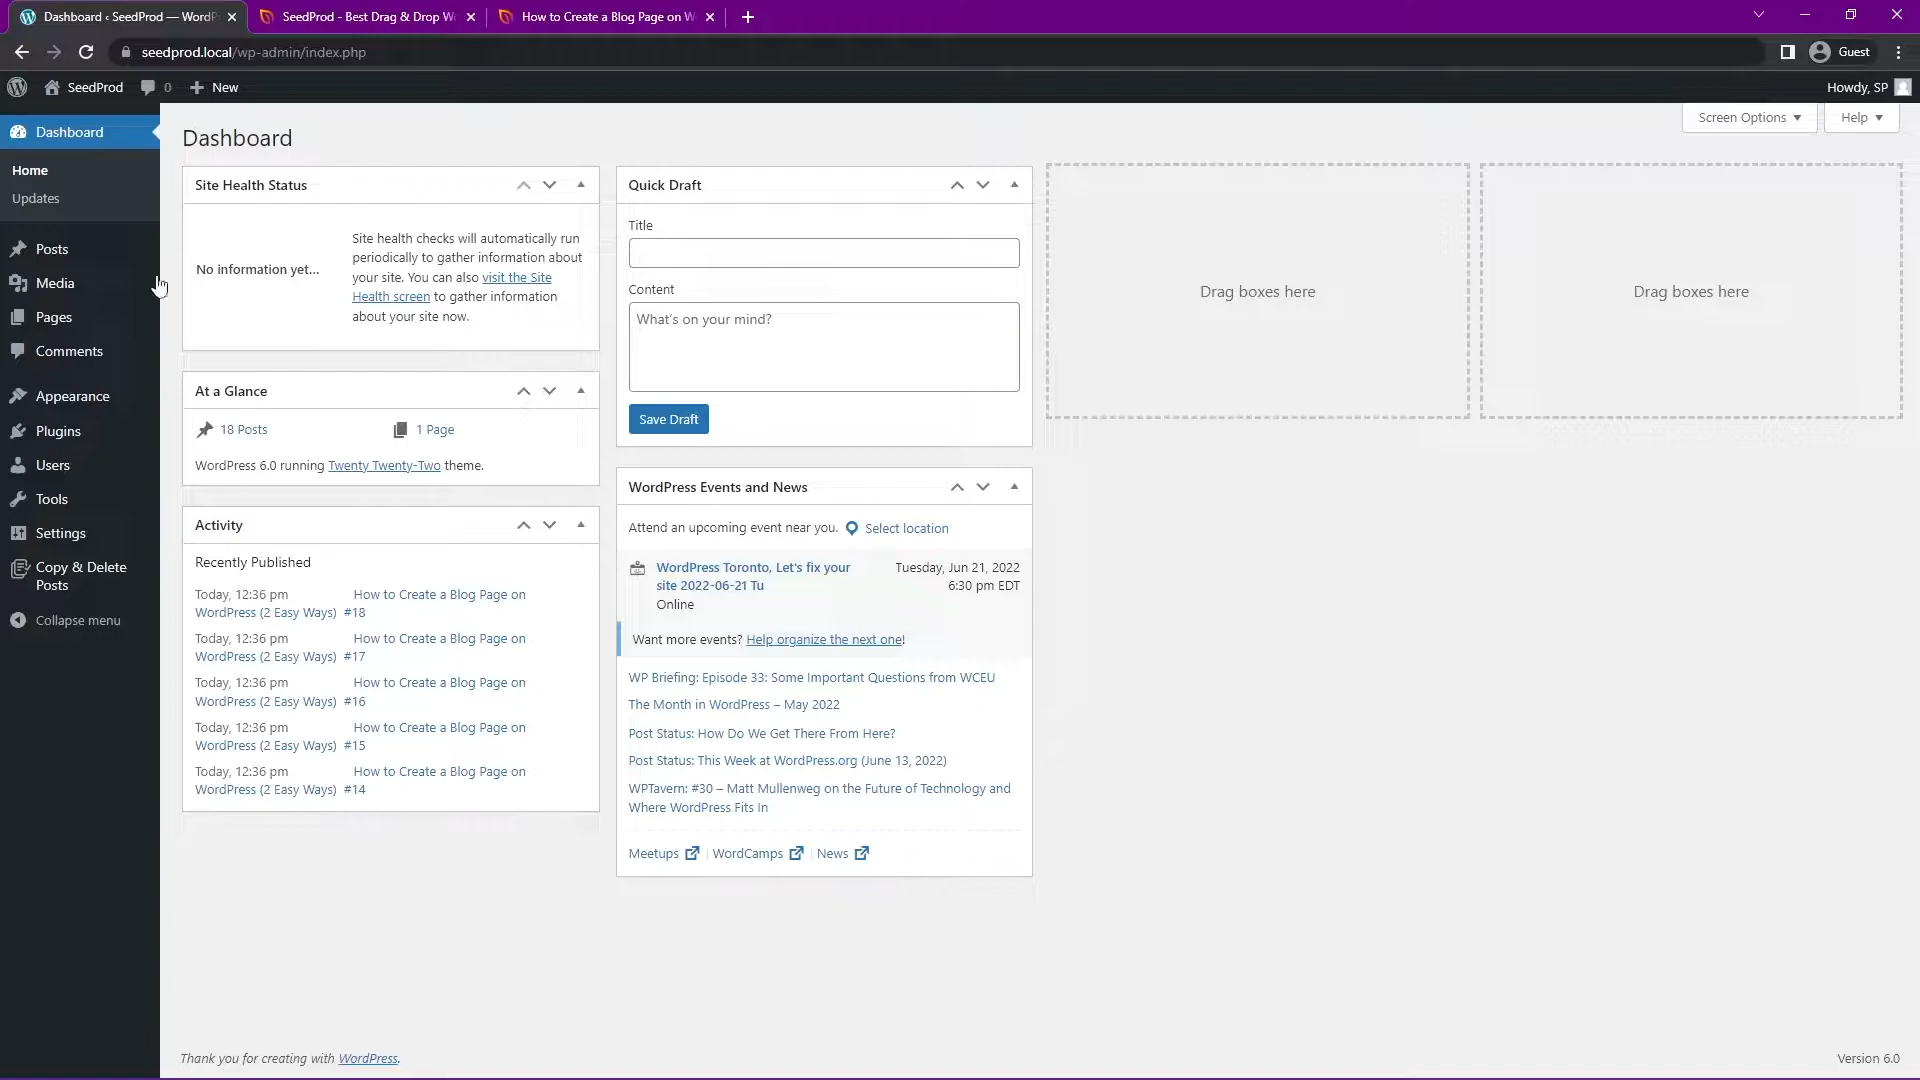 Dashboard ‹ SeedProd — WordP
SeedProd - Best Drag & Drop W
How to Create a Blog Page on W
seedprod.local/wp-admin/index.php
Guest
SeedProd
0
New
Howdy, SP
Dashboard
Home
Updates
Posts
Media
Pages
Comments
Appearance
Plugins
Users
Tools
Settings
Copy & Delete
Posts
Collapse menu
Dashboard
Screen Options
Help
Site Health Status
No information yet...
Site health checks will automatically run
periodically to gather information about
your site. You can also visit the Site
Health screen to gather information
about your site now.
At a Glance
18 Posts
1 Page
WordPress 6.0 running Twenty Twenty-Two theme.
Activity
Recently Published
Today, 12:36 pm How to Create a Blog Page on
WordPress (2 Easy Ways) #18
Today, 12:36 pm How to Create a Blog Page on
WordPress (2 Easy Ways) #17
Today, 12:36 pm How to Create a Blog Page on
WordPress (2 Easy Ways) #16
Today, 12:36 pm How to Create a Blog Page on
WordPress (2 Easy Ways) #15
Today, 12:36 pm How to Create a Blog Page on
WordPress (2 Easy Ways) #14
Quick Draft
Title
Content
What's on your mind?
Save Draft
WordPress Events and News
Attend an upcoming event near you. Select location
WordPress Toronto, Let's fix your
site 2022-06-21 Tu
Online
Tuesday, Jun 21, 2022
6:30 pm EDT
Want more events? Help organize the next one!
WP Briefing: Episode 33: Some Important Questions from WCEU
The Month in WordPress – May 2022
Post Status: How Do We Get There From Here?
Post Status: This Week at WordPress.org (June 13, 2022)
WPTavern: #30 – Matt Mullenweg on the Future of Technology and
Where WordPress Fits In
Meetups | WordCamps | News
Drag boxes here
Drag boxes here
Thank you for creating with WordPress.
Version 6.0